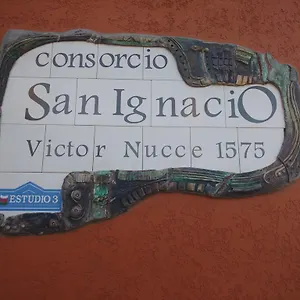 consorcio
San Ignacio
Victor Nucce 1575
ESTUDIO 3